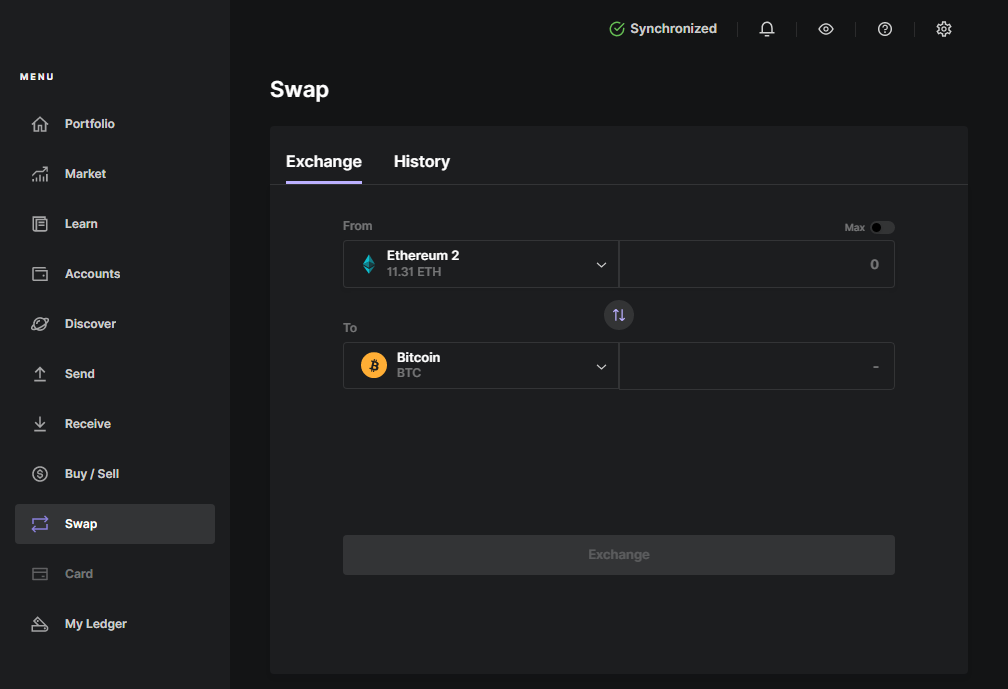 Synchronized
MENU
Portfolio
Market
Learn
Accounts
Discover
Send
Receive
Buy / Sell
Swap
Card
My Ledger
Swap
Exchange History
From Max
Ethereum 2
11.31 ETH
0
To
Bitcoin
BTC
-
Exchange